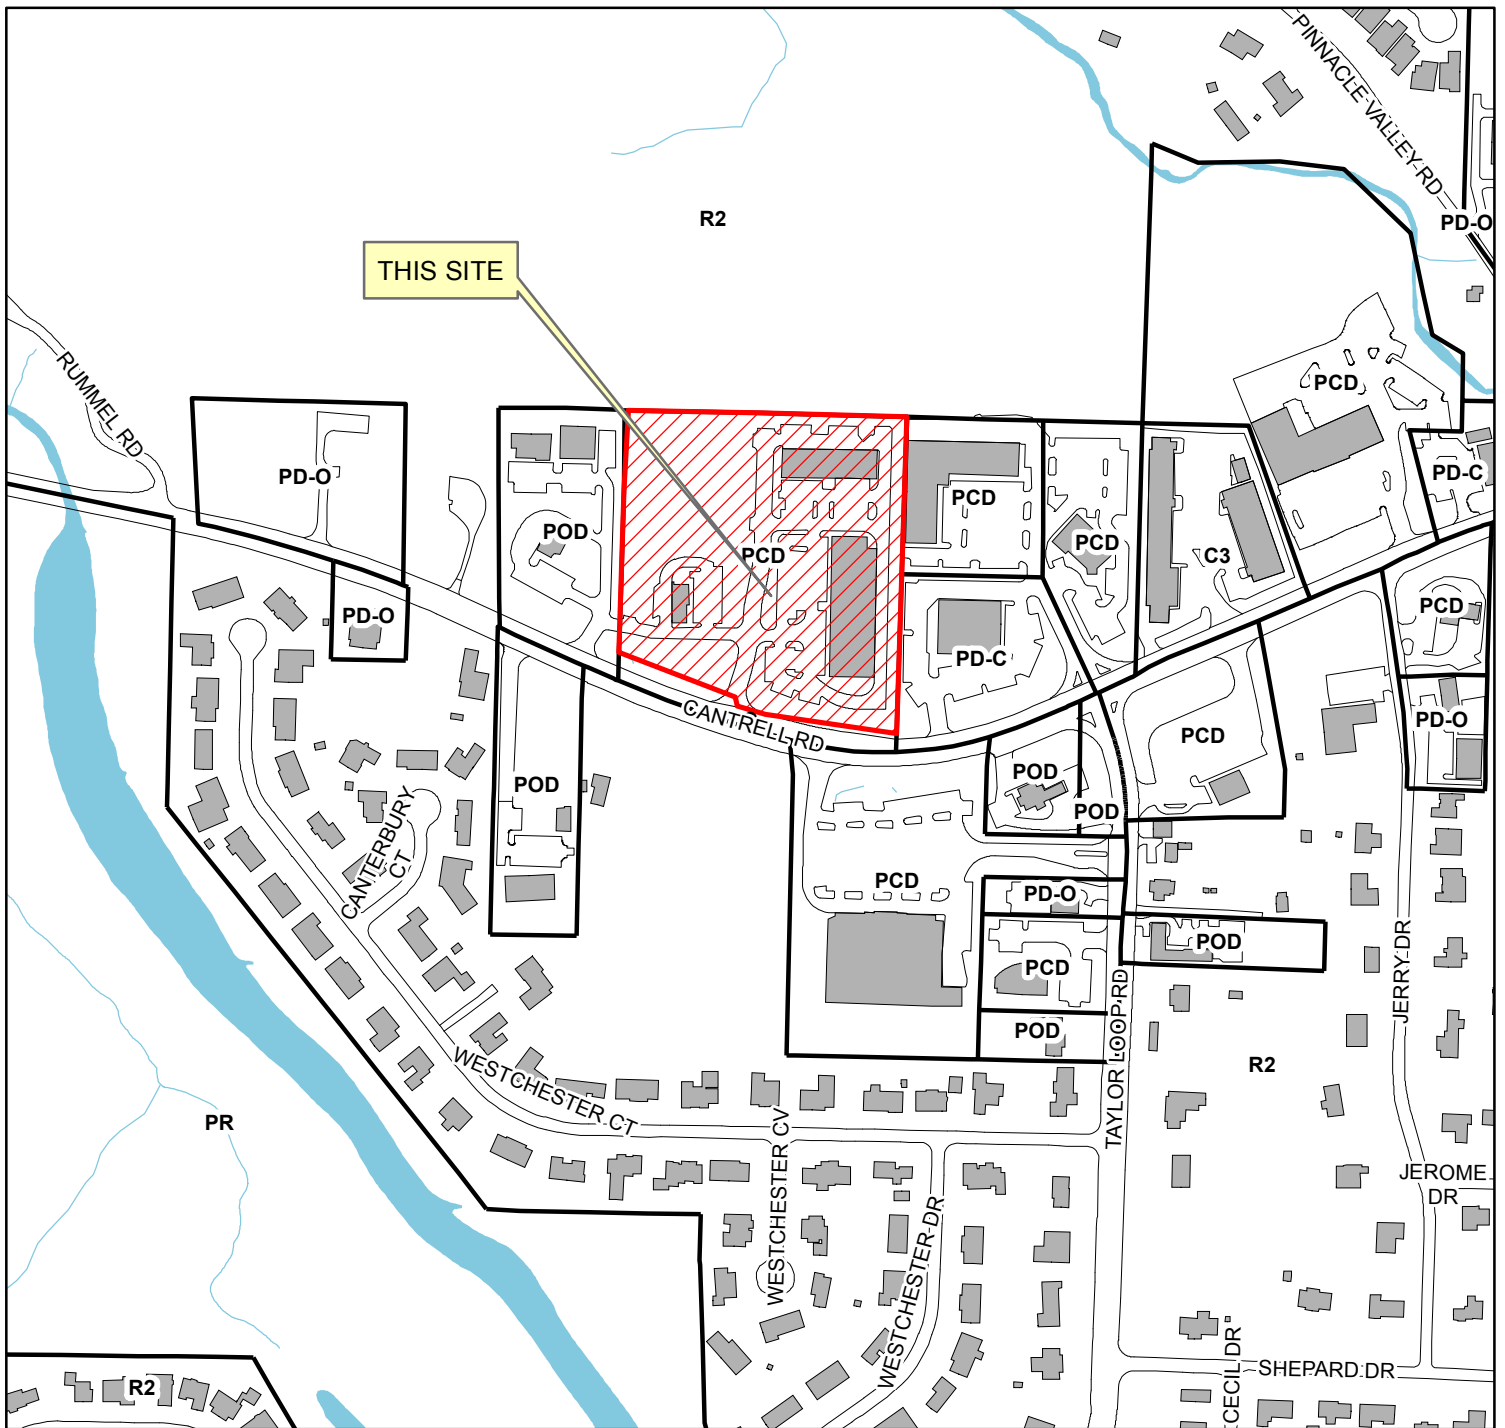 PINNACLE VALLEY RD
R2
PD-O
THIS SITE
RUMMEL RD
PCD
PD-O
PD-C
PCD
POD
PCD
PCD
C3
PCD
PD-O
PD-C
CANTRELL RD
PD-O
PCD
POD
POD
POD
CANTERBURY
CT
PCD
PD-O
POD
PCD
JERRY DR
TAYLOR LOOP RD
POD
R2
WESTCHESTER CT
PR
WESTCHESTER CV
JEROME
DR
WESTCHESTER DR
SHEPARD DR
CECIL DR
R2